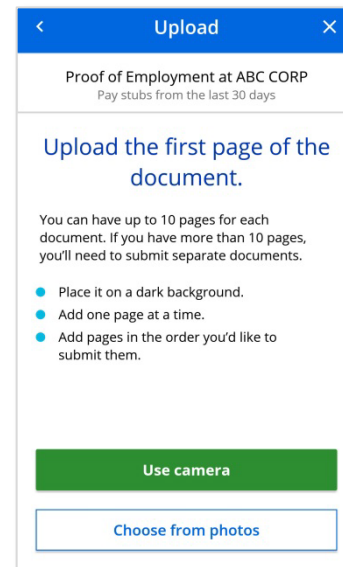 Upload
Proof of Employment at ABC CORP
Pay stubs from the last 30 days
Upload the first page of the
document.
You can have up to 10 pages for each
document. If you have more than 10 pages,
you'll need to submit separate documents.
Place it on a dark background.
Add one page at a time.
Add pages in the order you'd like to
submit them.
Use camera
Choose from photos